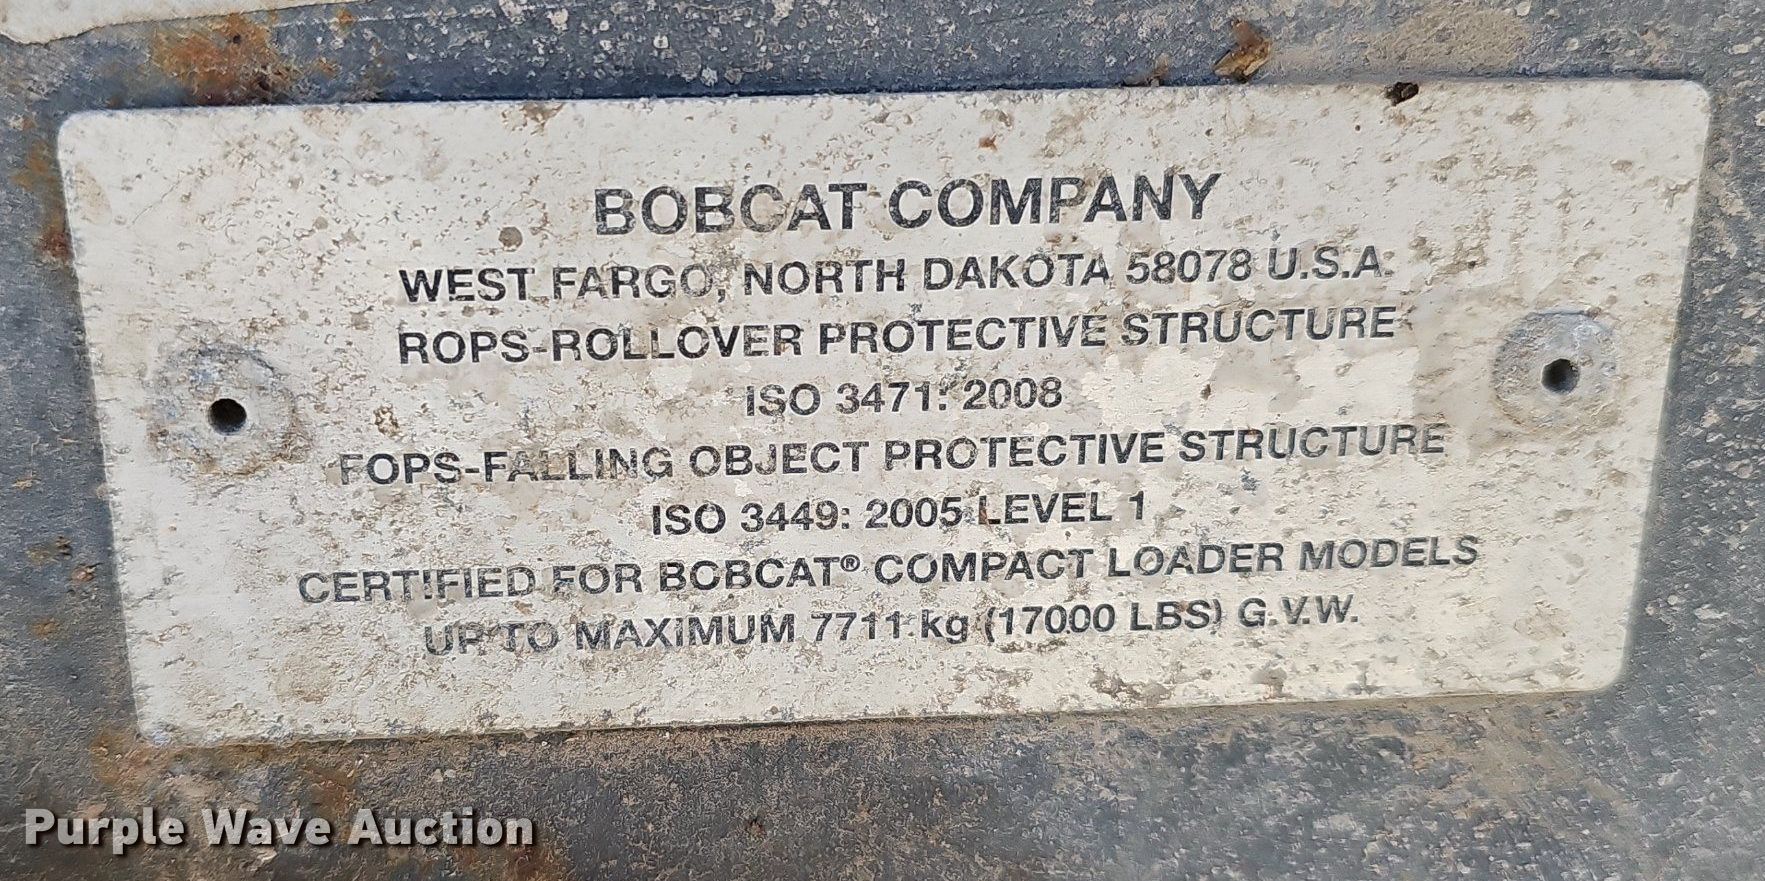 BOBCAT COMPANY
WEST FARGO, NORTH DAKOTA 58078 U.S.A.
ROPS-ROLLOVER PROTECTIVE STRUCTURE
ISO 3471: 2008
FOPS-FALLING OBJECT PROTECTIVE STRUCTURE
ISO 3449: 2005 LEVEL 1
CERTIFIED FOR BOBCAT® COMPACT LOADER MODELS
UP TO MAXIMUM 7711 kg (17000 LBS) G.V.W.
Purple Wave Auction